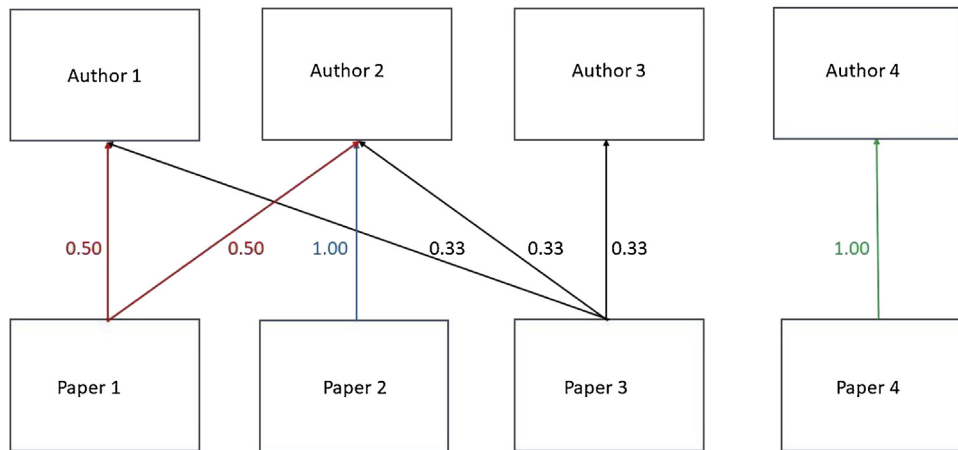 Author 1
Author 2
Author 3
Author 4
0.50
0.50
1.00
0.33
0.33
0.33
1.00
Paper 1
Paper 2
Paper 3
Paper 4